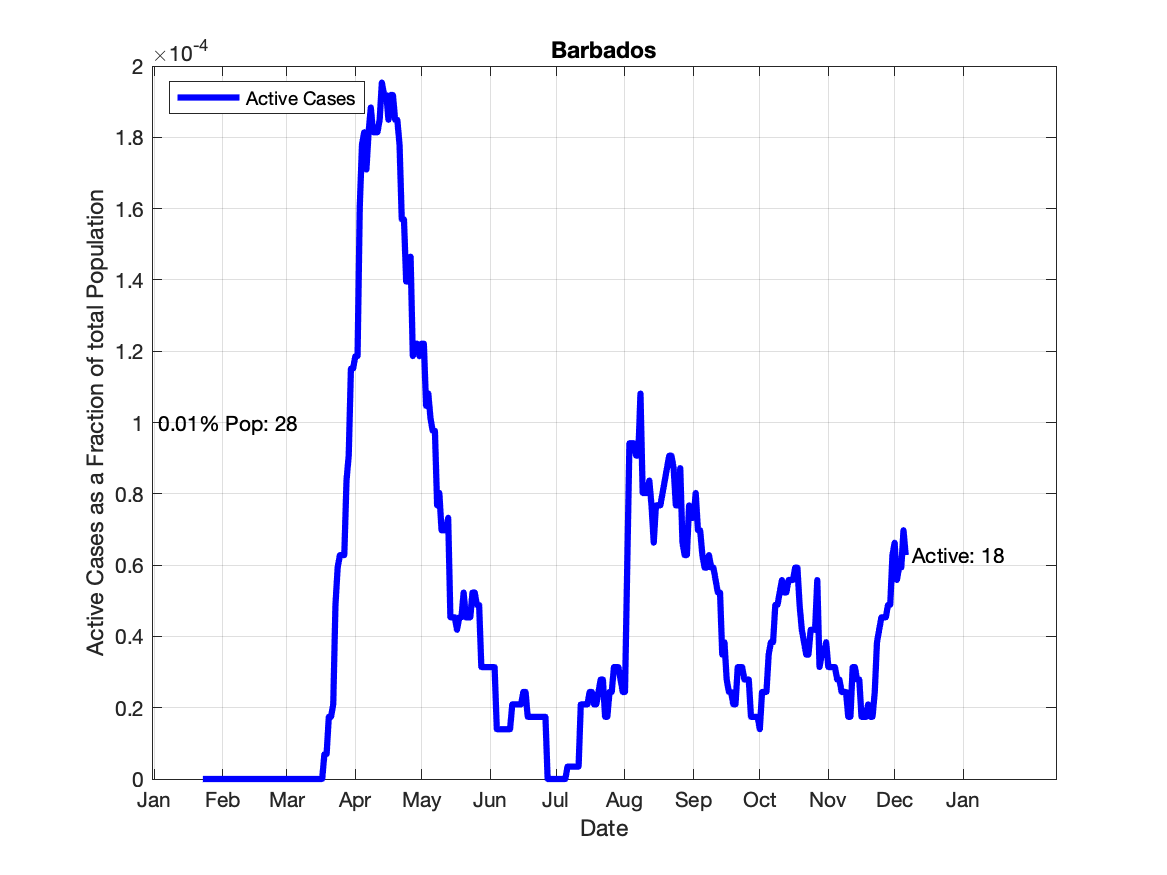 Barbados
×10-4
Active Cases
2
1.8
1.6
1.4
1.2
1
0.8
0.6
0.4
0.2
0
0.01% Pop: 28
Active: 18
Active Cases as a Fraction of total Population
Jan Feb Mar Apr May Jun Jul Aug Sep Oct Nov Dec Jan
Date